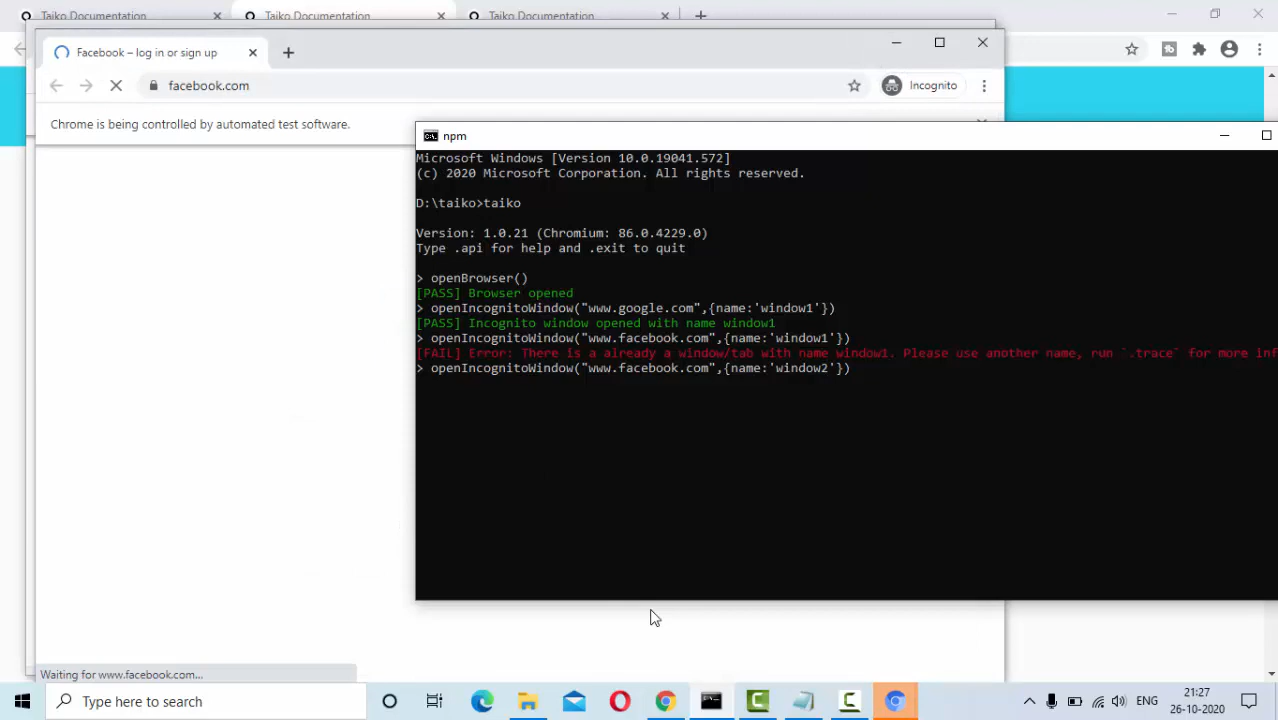 Taiko Documentation
Taiko Documentation
Taiko Documentation
Facebook – log in or sign up
facebook.com
Incognito
Chrome is being controlled by automated test software.
npm
Microsoft Windows [Version 10.0.19041.572]
(c) 2020 Microsoft Corporation. All rights reserved.
D:\taiko>taiko
Version: 1.0.21 (Chromium: 86.0.4229.0)
Type .api for help and .exit to quit
> openBrowser()
[PASS] Browser opened
> openIncognitoWindow("www.google.com",{name:'window1'})
[PASS] Incognito window opened with name window1
> openIncognitoWindow("www.facebook.com",{name:'window1'})
[FAIL] Error: There is a already a window/tab with name window1. Please use another name, run `.trace` for more inf
> openIncognitoWindow("www.facebook.com",{name:'window2'})
Waiting for www.facebook.com...
Type here to search
ENG
21:27
26-10-2020